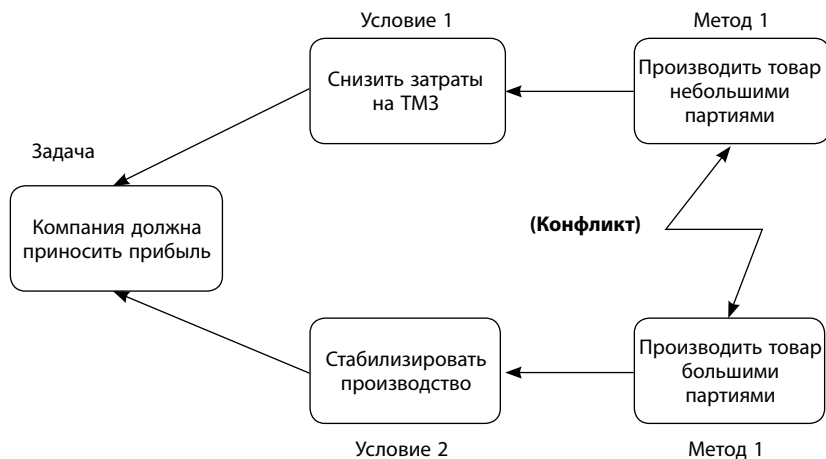 Условие 1
Метод 1
Снизить затраты
на ТМЗ
Производить товар
небольшими
партиями
Задача
Компания должна
приносить прибыль
(Конфликт)
Стабилизировать
производство
Производить товар
большими
партиями
Условие 2
Метод 1